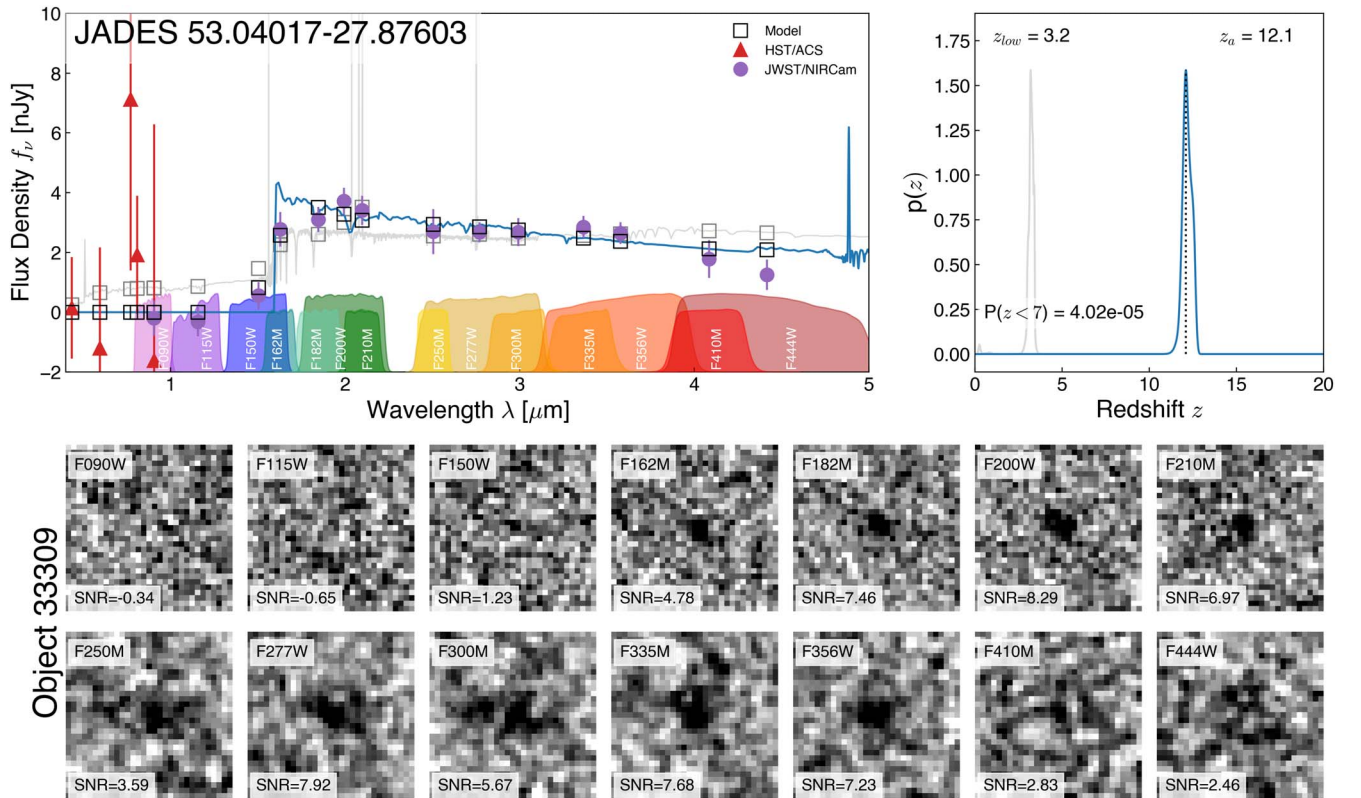 JADES 53.04017-27.87603
Model
HST/ACS
JWST/NIRCam
10
8
6
4
2
0
−2
Flux Density fν [nJy]
F090W
F115W
F150W
F162M
F182M
F200W
F210M
F250M
F277W
F300M
F335M
F356W
F410M
F444W
1
2
3
4
5
Wavelength λ [μm]
z_low = 3.2
z_a = 12.1
1.75
1.50
1.25
1.00
0.75
0.50
0.25
0.00
p(z)
P(z < 7) = 4.02e-05
0
5
10
15
20
Redshift z
Object 33309
F090W
F115W
F150W
F162M
F182M
F200W
F210M
SNR=-0.34
SNR=-0.65
SNR=1.23
SNR=4.78
SNR=7.46
SNR=8.29
SNR=6.97
F250M
F277W
F300M
F335M
F356W
F410M
F444W
SNR=3.59
SNR=7.92
SNR=5.67
SNR=7.68
SNR=7.23
SNR=2.83
SNR=2.46